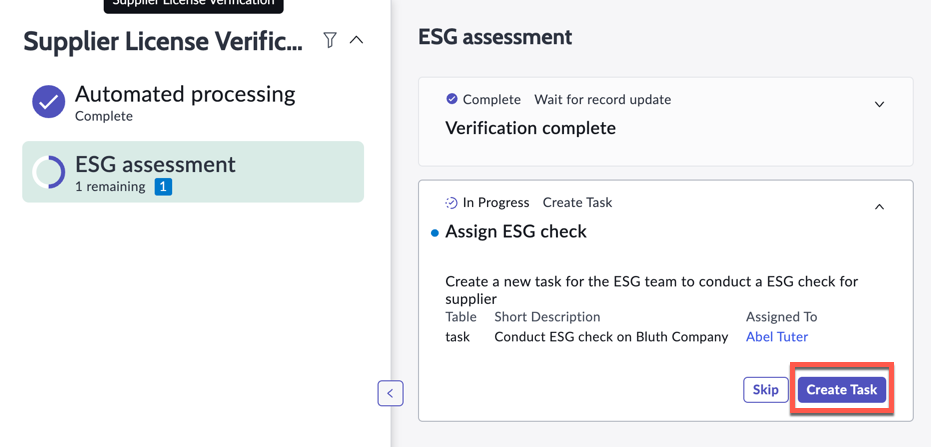 Supplier License Verification
Supplier License Verific...
Automated processing
Complete
ESG assessment
1 remaining 1
ESG assessment
Complete Wait for record update
Verification complete
In Progress Create Task
Assign ESG check
Create a new task for the ESG team to conduct a ESG check for
supplier
Table Short Description Assigned To
task Conduct ESG check on Bluth Company Abel Tuter
Skip Create Task